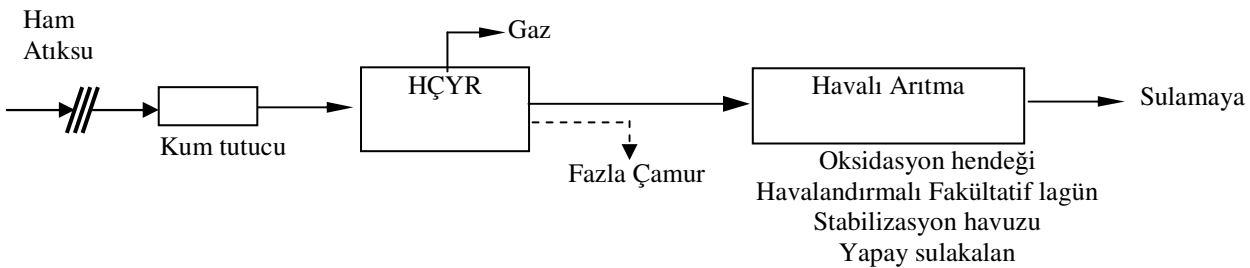 Ham
Atıksu
Gaz
HÇYR
Havalı Arıtma
Sulamaya
Kum tutucu
Fazla Çamur
Oksidasyon hendeği
Havalandırmalı Fakültatif lagün
Stabilizasyon havuzu
Yapay sulakalan